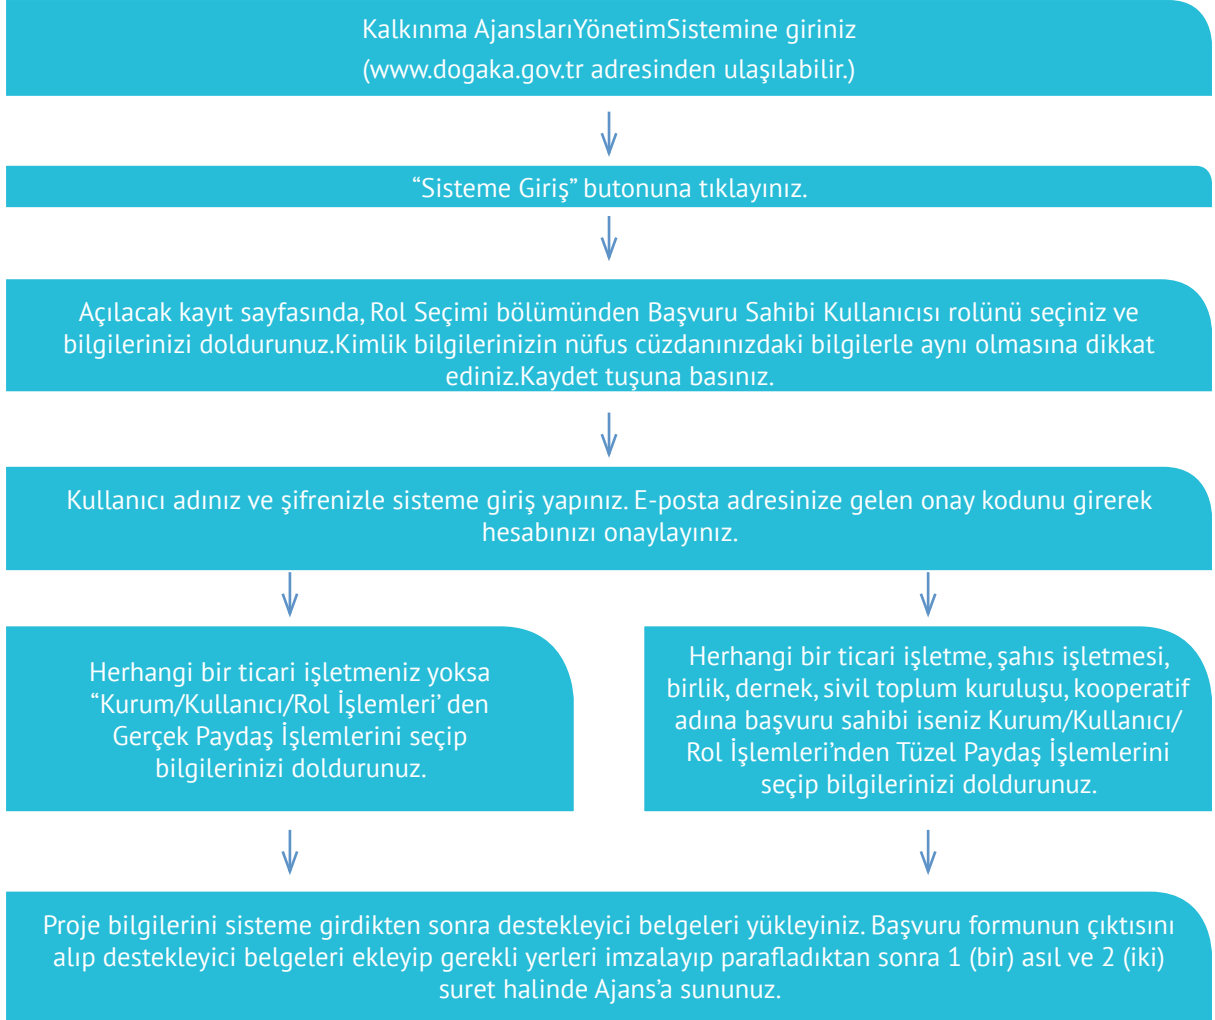 Kalkınma AjanslarıYönetimSistemine giriniz
(www.dogaka.gov.tr adresinden ulaşılabilir.)
“Sisteme Giriş” butonuna tıklayınız.
Açılacak kayıt sayfasında, Rol Seçimi bölümünden Başvuru Sahibi Kullanıcısı rolünü seçiniz ve
bilgilerinizi doldurunuz.Kimlik bilgilerinizin nüfus cüzdanınızdaki bilgilerle aynı olmasına dikkat
ediniz.Kaydet tuşuna basınız.
Kullanıcı adınız ve şifrenizle sisteme giriş yapınız. E-posta adresinize gelen onay kodunu girerek
hesabınızı onaylayınız.
Herhangi bir ticari işletmeniz yoksa
“Kurum/Kullanıcı/Rol İşlemleri’ den
Gerçek Paydaş İşlemlerini seçip
bilgilerinizi doldurunuz.
Herhangi bir ticari işletme, şahıs işletmesi,
birlik, dernek, sivil toplum kuruluşu, kooperatif
adına başvuru sahibi iseniz Kurum/Kullanıcı/
Rol İşlemleri’nden Tüzel Paydaş İşlemlerini
seçip bilgilerinizi doldurunuz.
Proje bilgilerini sisteme girdikten sonra destekleyici belgeleri yükleyiniz. Başvuru formunun çıktısını
alıp destekleyici belgeleri ekleyip gerekli yerleri imzalayıp parafladıktan sonra 1 (bir) asıl ve 2 (iki)
suret halinde Ajans’a sununuz.